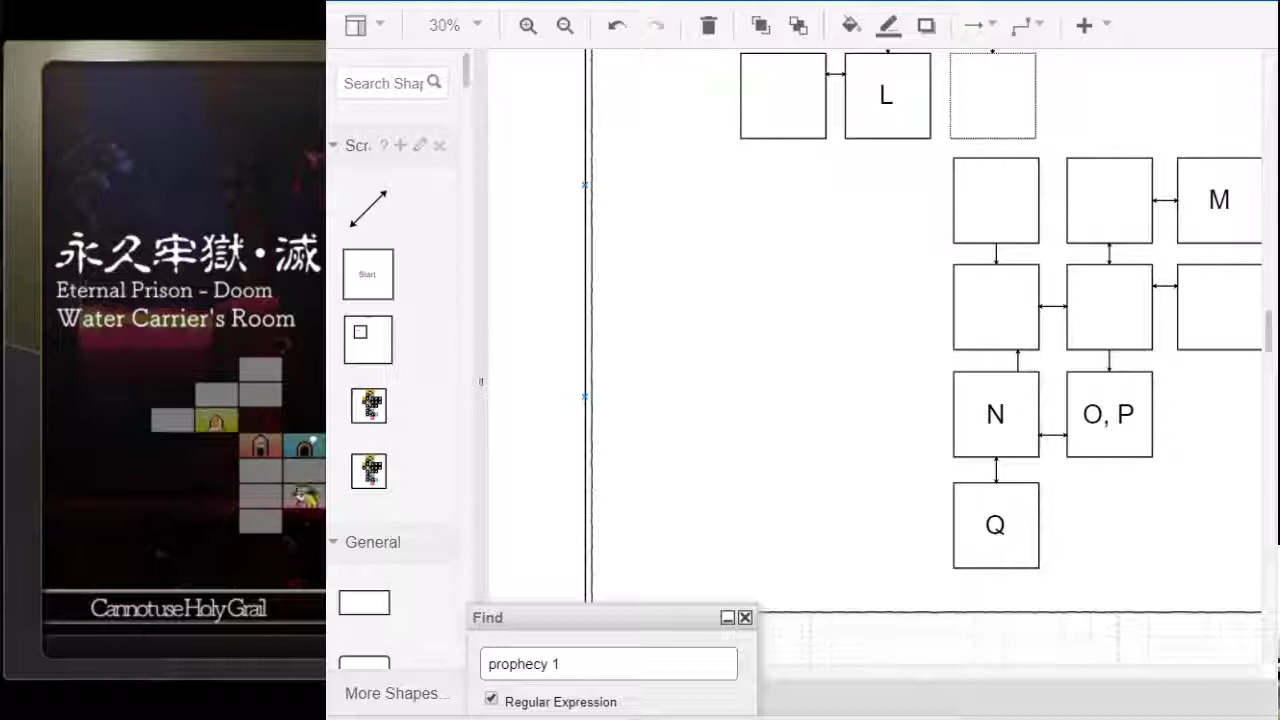 永久牢獄・滅
Eternal Prison - Doom
Water Carrier's Room
Cannot use Holy Grail
30%
Search Shap
Scr.
?
Start
General
More Shapes...
L
M
N
O, P
Q
Find
prophecy 1
Regular Expression